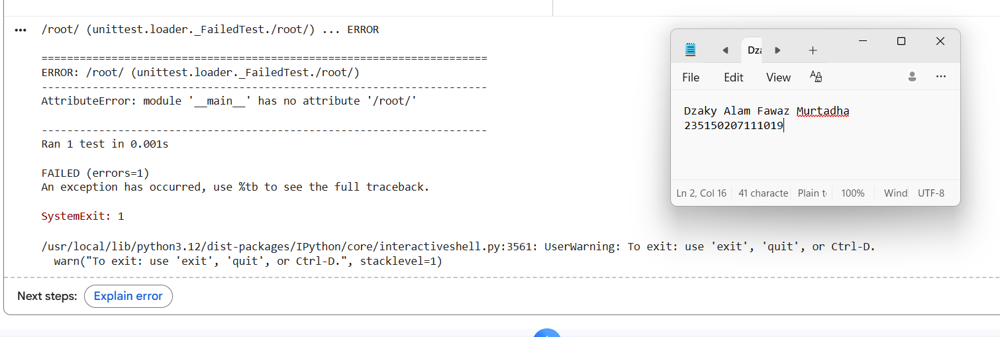 ••• /root/ (unittest.loader._FailedTest./root/) ... ERROR
======================================================================
ERROR: /root/ (unittest.loader._FailedTest./root/)
----------------------------------------------------------------------
AttributeError: module '__main__' has no attribute '/root/'
----------------------------------------------------------------------
Ran 1 test in 0.001s
FAILED (errors=1)
An exception has occurred, use %tb to see the full traceback.
SystemExit: 1
/usr/local/lib/python3.12/dist-packages/IPython/core/interactiveshell.py:3561: UserWarning: To exit: use 'exit', 'quit', or Ctrl-D.
warn("To exit: use 'exit', 'quit', or Ctrl-D.", stacklevel=1)
Next steps: Explain error
Dza
File Edit View
Dzaky Alam Fawaz Murtadha
235150207111019
Ln 2, Col 16 41 characte Plain t 100% Wind UTF-8